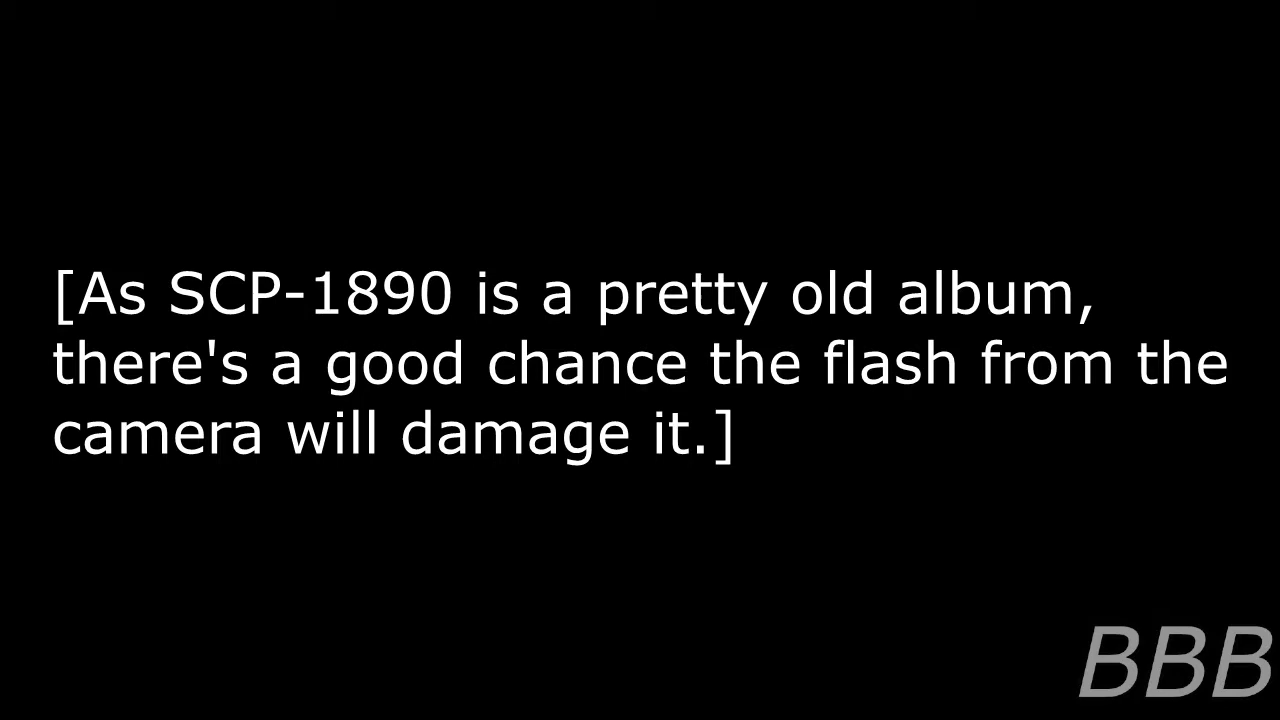 [As SCP-1890 is a pretty old album,
there's a good chance the flash from the
camera will damage it.]
BBB